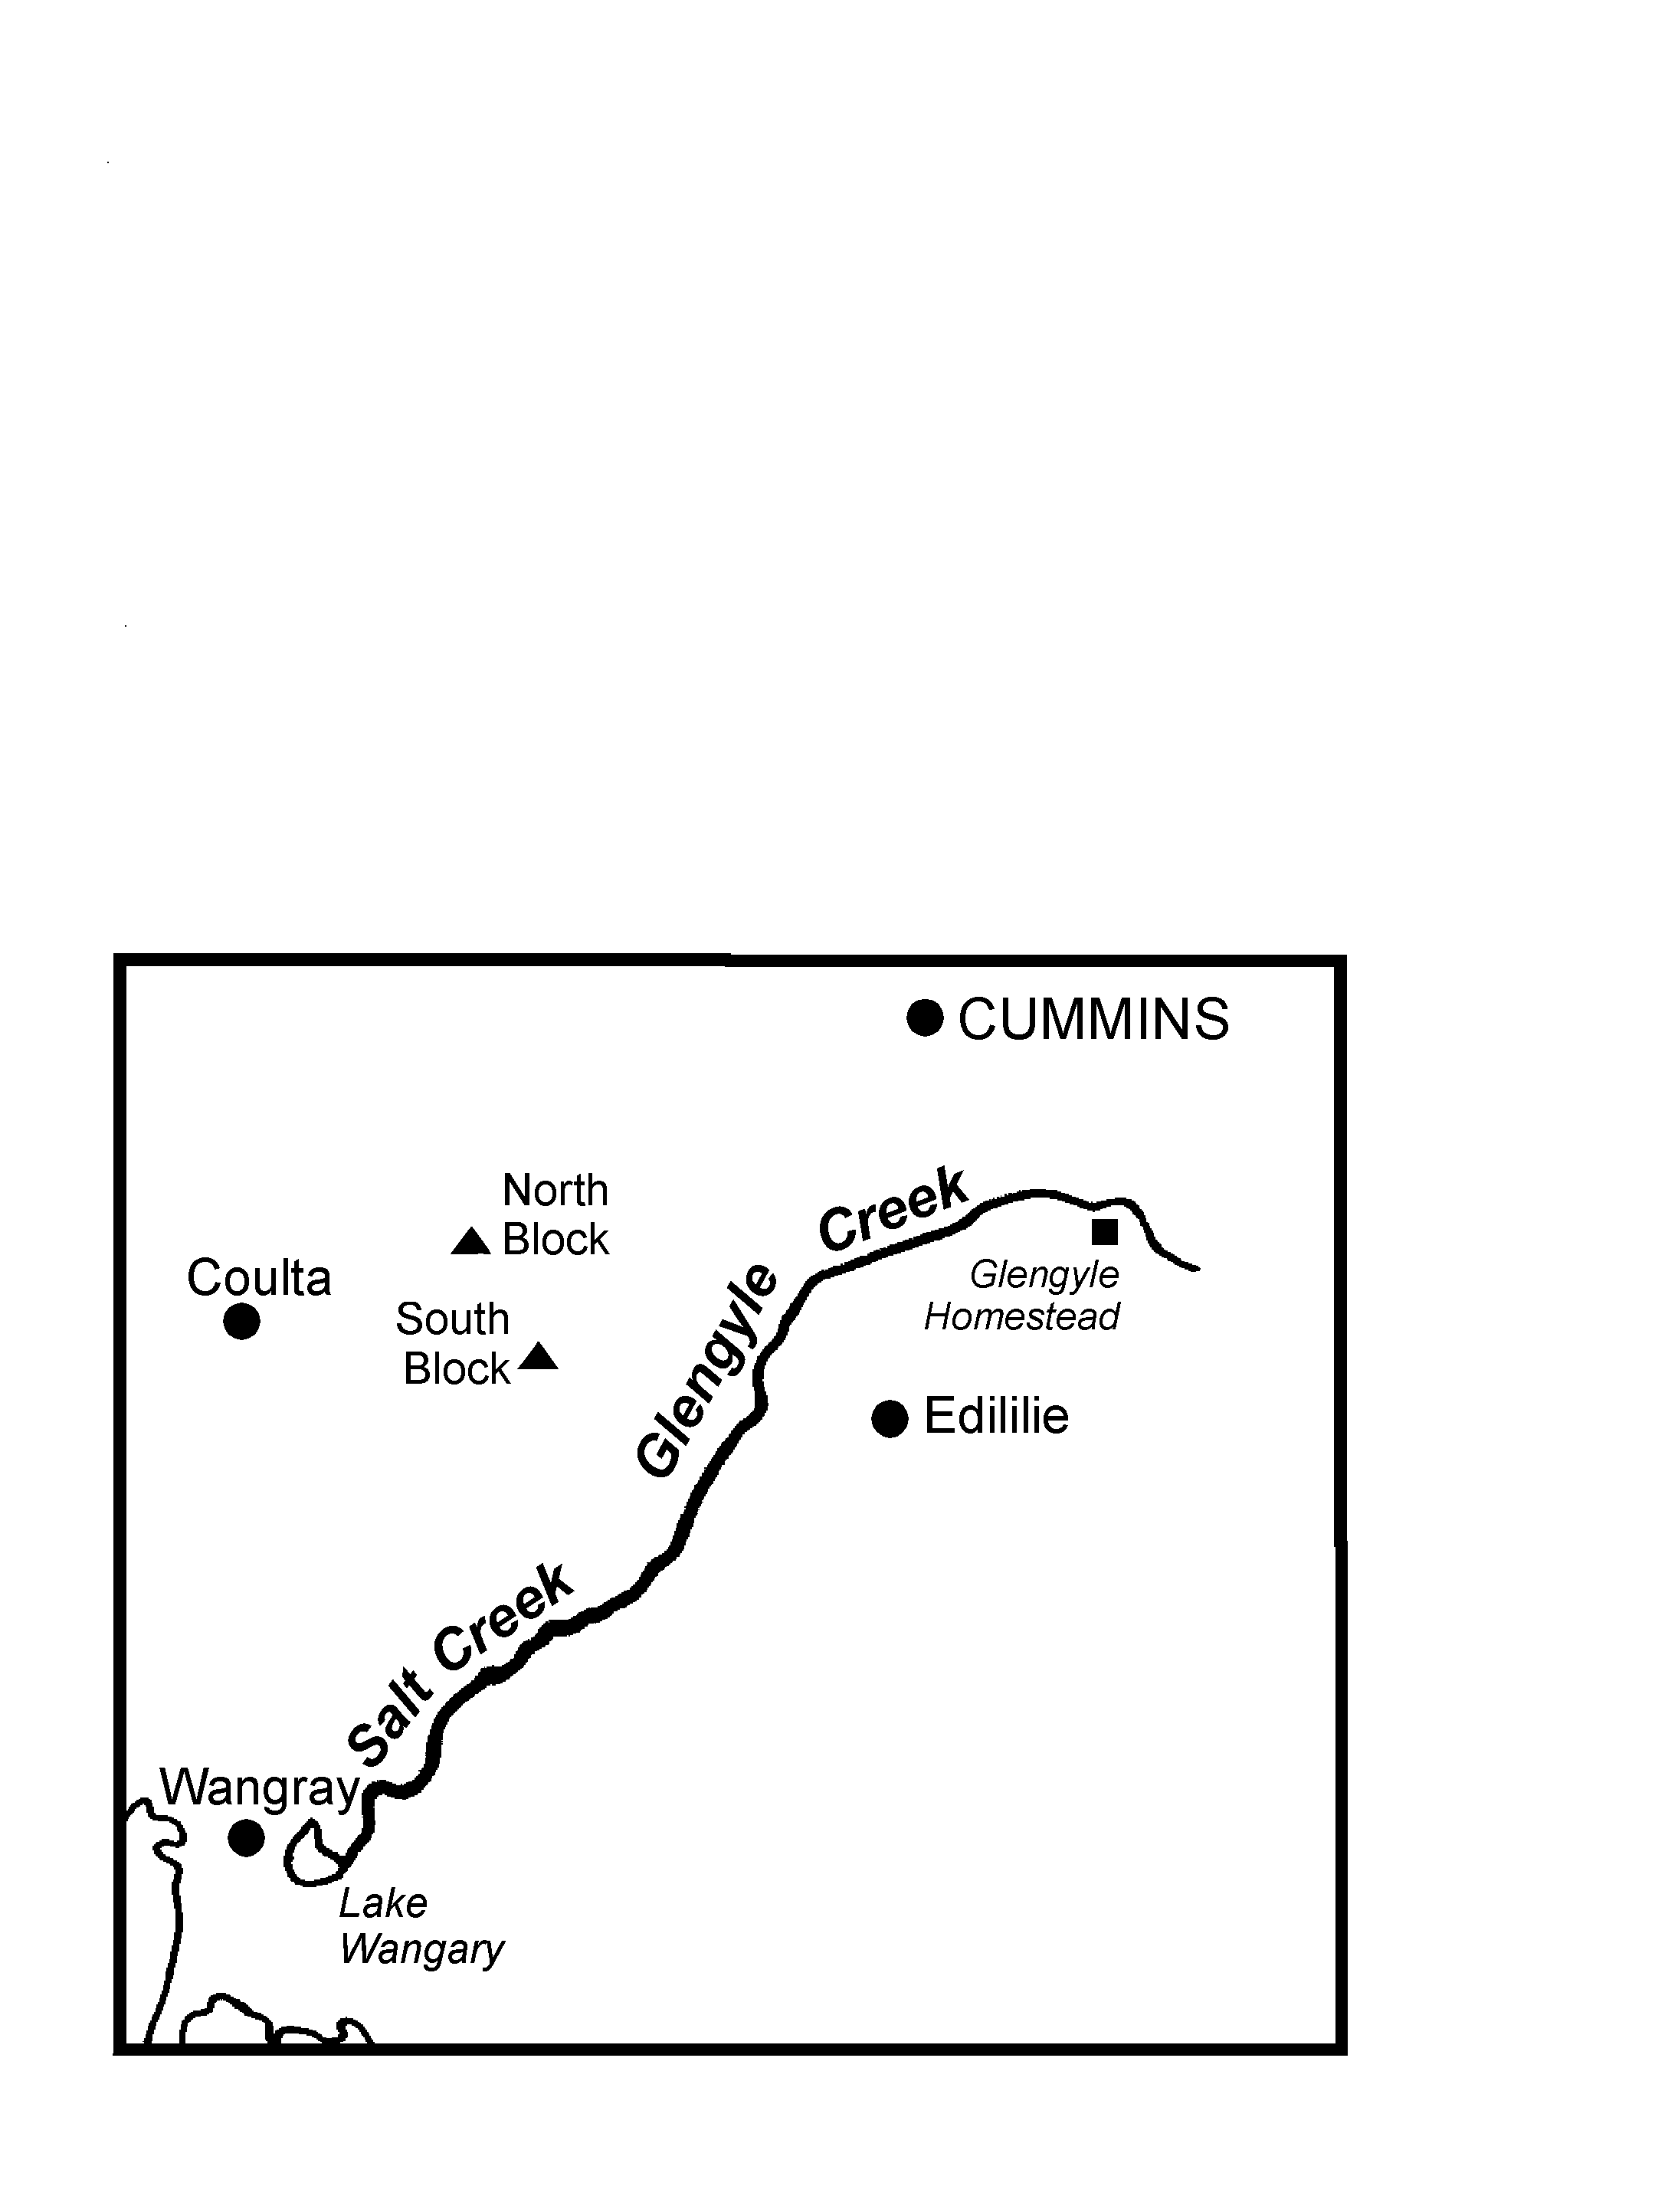 CUMMINS
North
Block
Coulta
South
Block
Glengyle Creek
Glengyle
Homestead
Edililie
Salt Creek
Wangray
Lake
Wangary